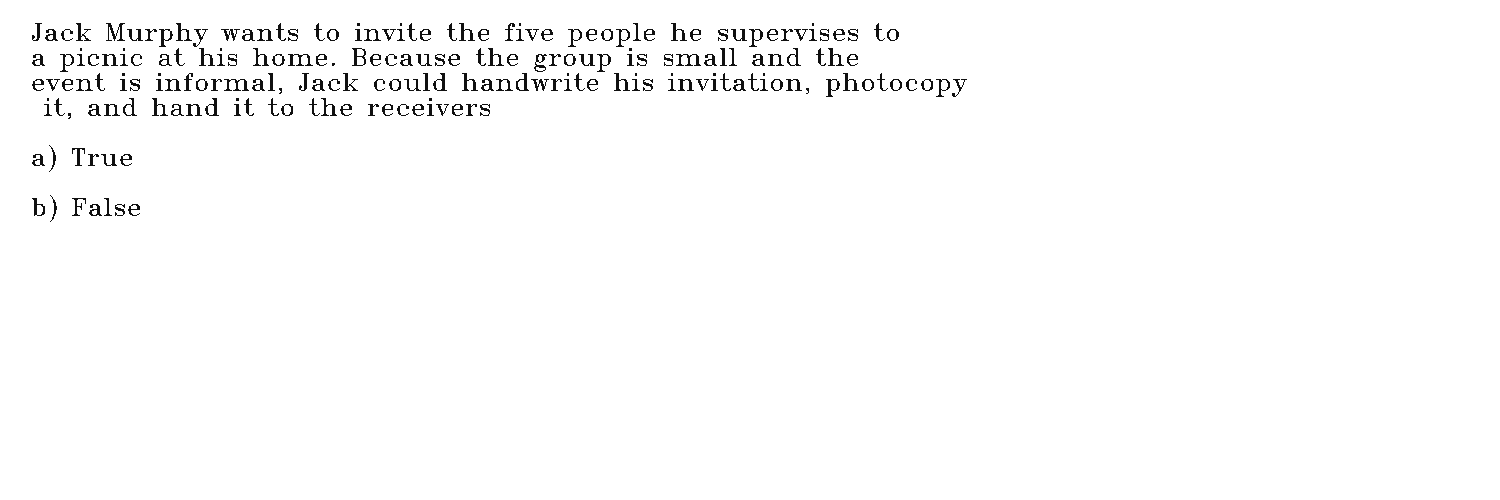 Jack Murphy wants to invite the five people he supervises to
a picnic at his home. Because the group is small and the
event is informal, Jack could handwrite his invitation, photocopy
it, and hand it to the receivers
a) True
b) False